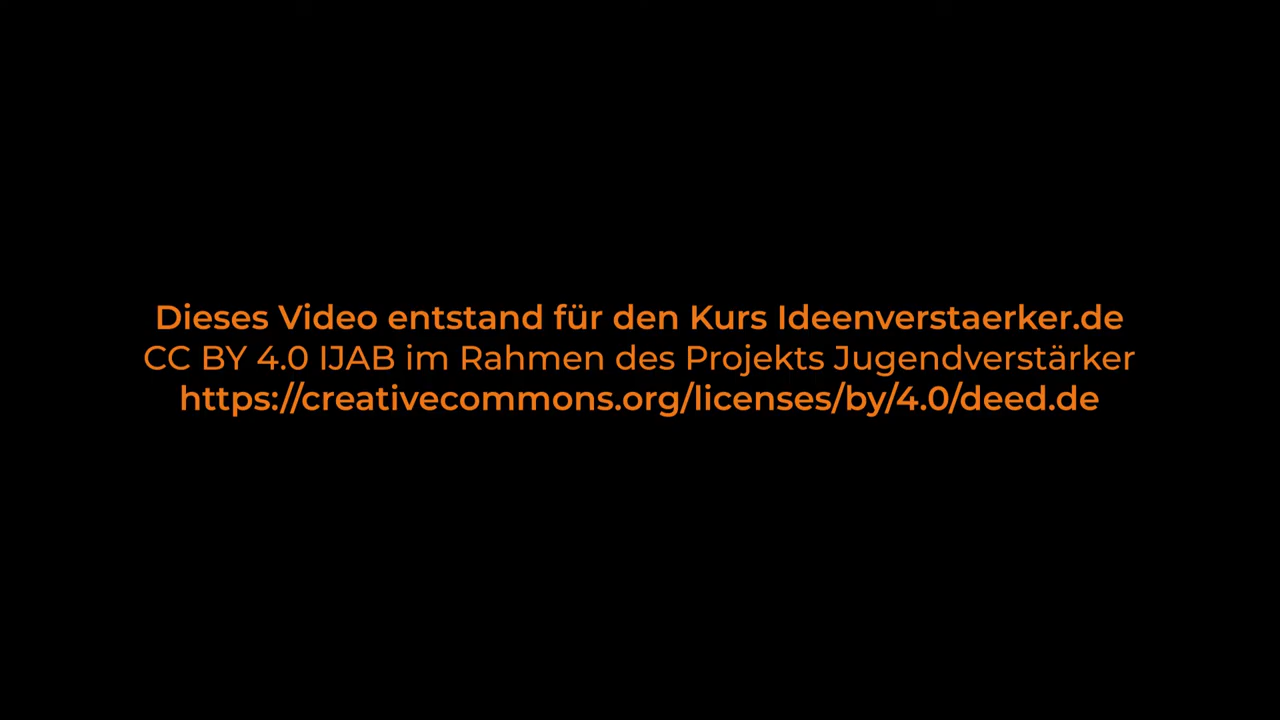 Dieses Video entstand für den Kurs Ideenverstaerker.de
CC BY 4.0 IJAB im Rahmen des Projekts Jugendverstärker
https://creativecommons.org/licenses/by/4.0/deed.de